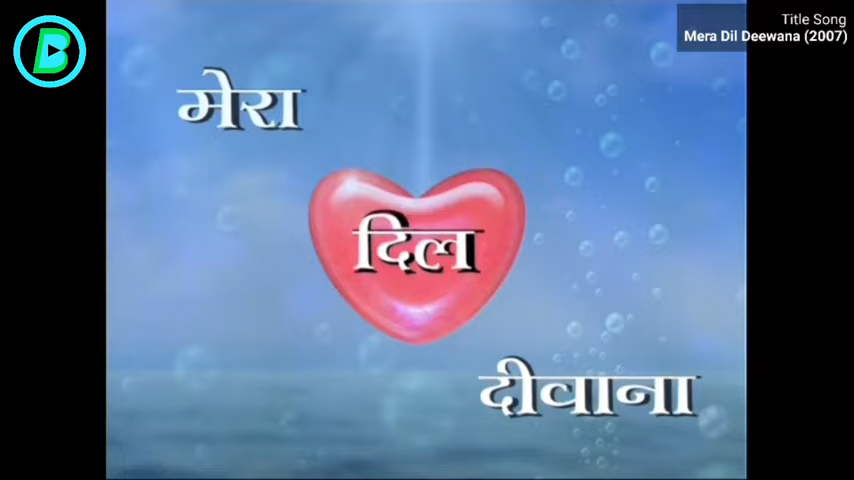 Title Song
Mera Dil Deewana (2007)
B
मेरा
दिल
दीवाना